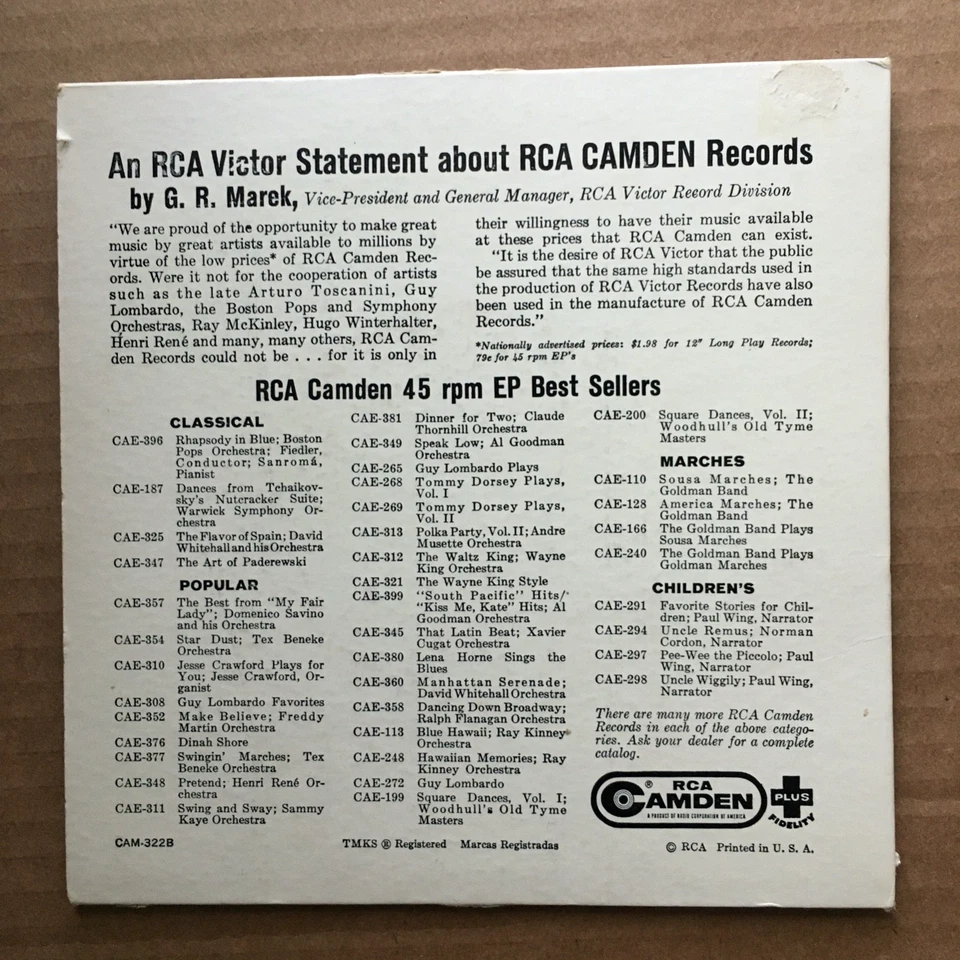 An RCA Victor Statement about RCA CAMDEN Records
by G. R. Marek, Vice-President and General Manager, RCA Victor Record Division
"We are proud of the opportunity to make great
music by great artists available to millions by
virtue of the low prices* of RCA Camden Rec-
ords. Were it not for the cooperation of artists
such as the late Arturo Toscanini, Guy
Lombardo, the Boston Pops and Symphony
Orchestras, Ray McKinley, Hugo Winterhalter,
Henri René and many, many others, RCA Cam-
den Records could not be . . . for it is only in
their willingness to have their music available
at these prices that RCA Camden can exist.
"It is the desire of RCA Victor that the public
be assured that the same high standards used in
the production of RCA Victor Records have also
been used in the manufacture of RCA Camden
Records."
*Nationally advertised prices: $1.98 for 12" Long Play Records;
79¢ for 45 rpm EP's
RCA Camden 45 rpm EP Best Sellers
CLASSICAL
CAE-396 Rhapsody in Blue; Boston
Pops Orchestra; Fiedler,
Conductor; Sanromá,
Pianist
CAE-187 Dances from Tchaikov-
sky's Nutcracker Suite;
Warwick Symphony Or-
chestra
CAE-325 The Flavor of Spain; David
Whitehall and his Orchestra
CAE-347 The Art of Paderewski
POPULAR
CAE-357 The Best from "My Fair
Lady"; Domenico Savino
and his Orchestra
CAE-354 Star Dust; Tex Beneke
Orchestra
CAE-310 Jesse Crawford Plays for
You; Jesse Crawford, Or-
ganist
CAE-308 Guy Lombardo Favorites
CAE-352 Make Believe; Freddy
Martin Orchestra
CAE-376 Dinah Shore
CAE-377 Swingin' Marches; Tex
Beneke Orchestra
CAE-348 Pretend; Henri René Or-
chestra
CAE-311 Swing and Sway; Sammy
Kaye Orchestra
CAE-381 Dinner for Two; Claude
Thornhill Orchestra
CAE-349 Speak Low; Al Goodman
Orchestra
CAE-265 Guy Lombardo Plays
CAE-268 Tommy Dorsey Plays,
Vol. I
CAE-269 Tommy Dorsey Plays,
Vol. II
CAE-313 Polka Party, Vol. II; Andre
Musette Orchestra
CAE-312 The Waltz King; Wayne
King Orchestra
CAE-321 The Wayne King Style
CAE-399 "South Pacific" Hits/
"Kiss Me, Kate" Hits; Al
Goodman Orchestra
CAE-345 That Latin Beat; Xavier
Cugat Orchestra
CAE-380 Lena Horne Sings the
Blues
CAE-360 Manhattan Serenade;
David Whitehall Orchestra
CAE-358 Dancing Down Broadway;
Ralph Flanagan Orchestra
CAE-113 Blue Hawaii; Ray Kinney
Orchestra
CAE-248 Hawaiian Memories; Ray
Kinney Orchestra
CAE-272 Guy Lombardo
CAE-199 Square Dances, Vol. I;
Woodhull's Old Tyme
Masters
CAE-200 Square Dances, Vol. II;
Woodhull's Old Tyme
Masters
MARCHES
CAE-110 Sousa Marches; The
Goldman Band
CAE-128 America Marches; The
Goldman Band
CAE-166 The Goldman Band Plays
Sousa Marches
CAE-240 The Goldman Band Plays
Goldman Marches
CHILDREN'S
CAE-291 Favorite Stories for Chil-
dren; Paul Wing, Narrator
CAE-294 Uncle Remus; Norman
Cordon, Narrator
CAE-297 Pee-Wee the Piccolo; Paul
Wing, Narrator
CAE-298 Uncle Wiggily; Paul Wing,
Narrator
There are many more RCA Camden
Records in each of the above catego-
ries. Ask your dealer for a complete
catalog.
® RCA
CAMDEN
A PRODUCT OF RADIO CORPORATION OF AMERICA
PLUS
FIDELITY
CAM-322B
TMKS ® Registered Marcas Registradas
© RCA Printed in U. S. A.